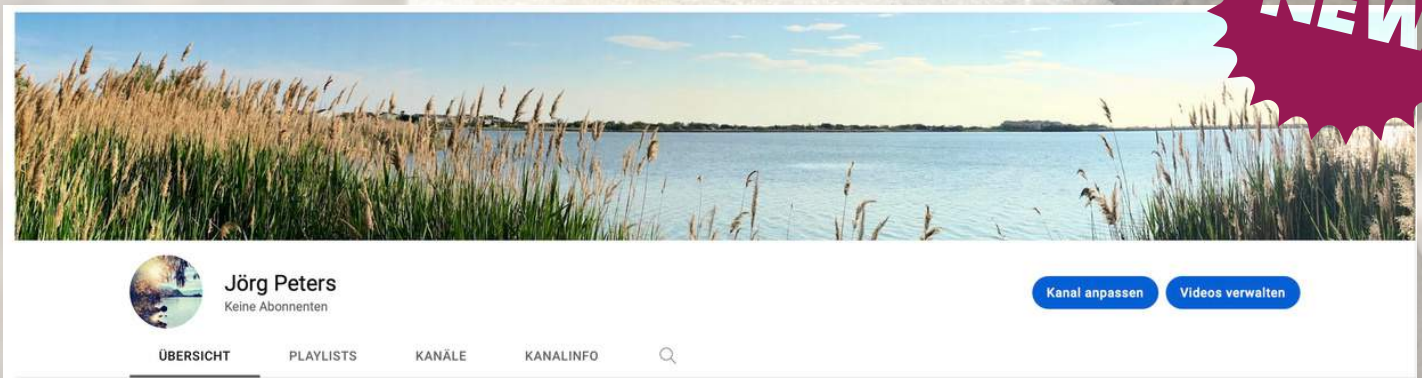 NEW
Jörg Peters
Keine Abonnenten
Kanal anpassen
Videos verwalten
ÜBERSICHT
PLAYLISTS
KANÄLE
KANALINFO